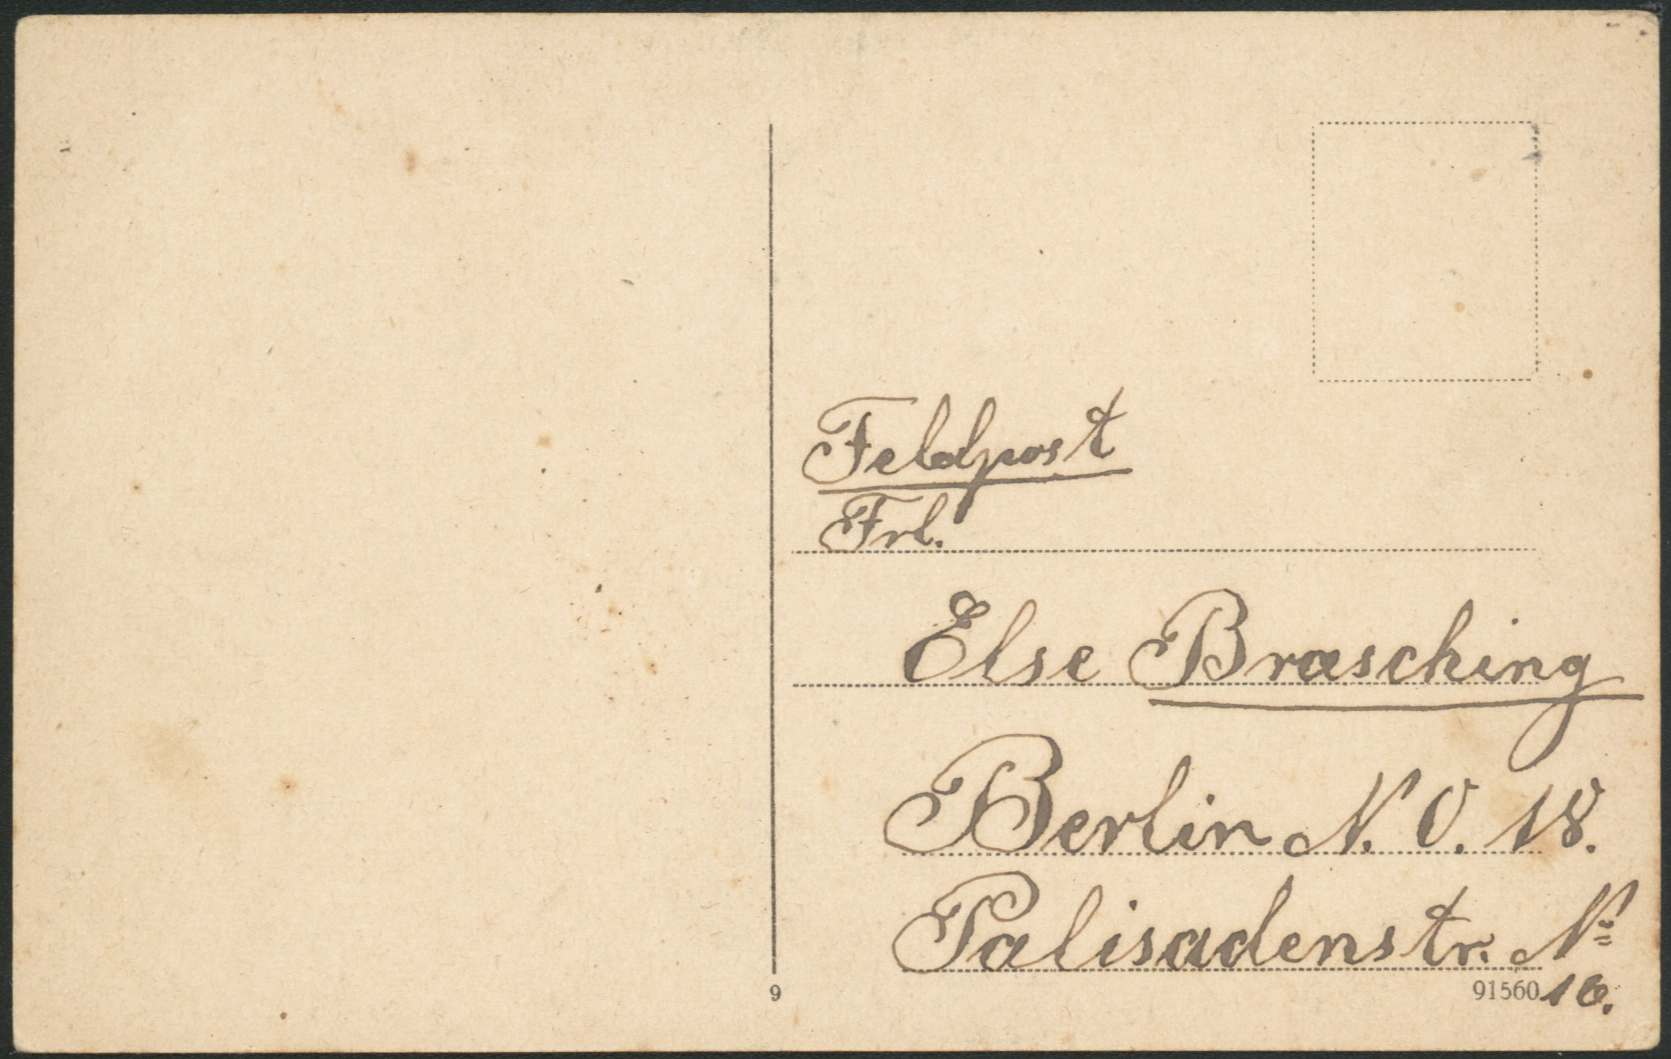 Feldpost
Frl.
Else Brasching
Berlin N. O. 18.
Palisadenstr. No
9 91560 16.